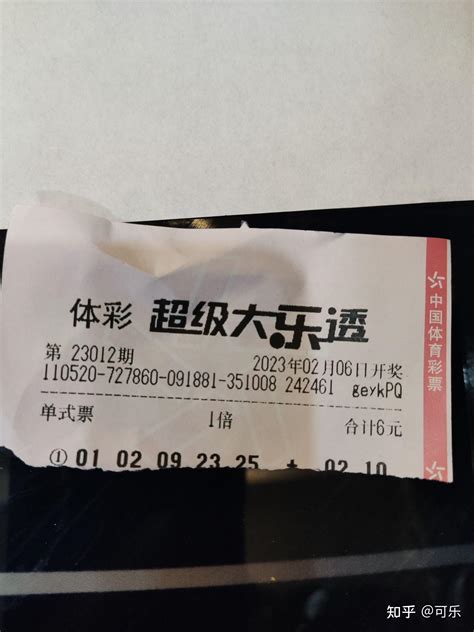 体彩 超级大乐透
第 23012期 2023年02月06日开奖
110520-727860-091881-351008 242461 geykPQ
单式票 1倍 合计6元
① 01 02 09 23 25 + 02 10
中国体育彩票
知乎 @可乐